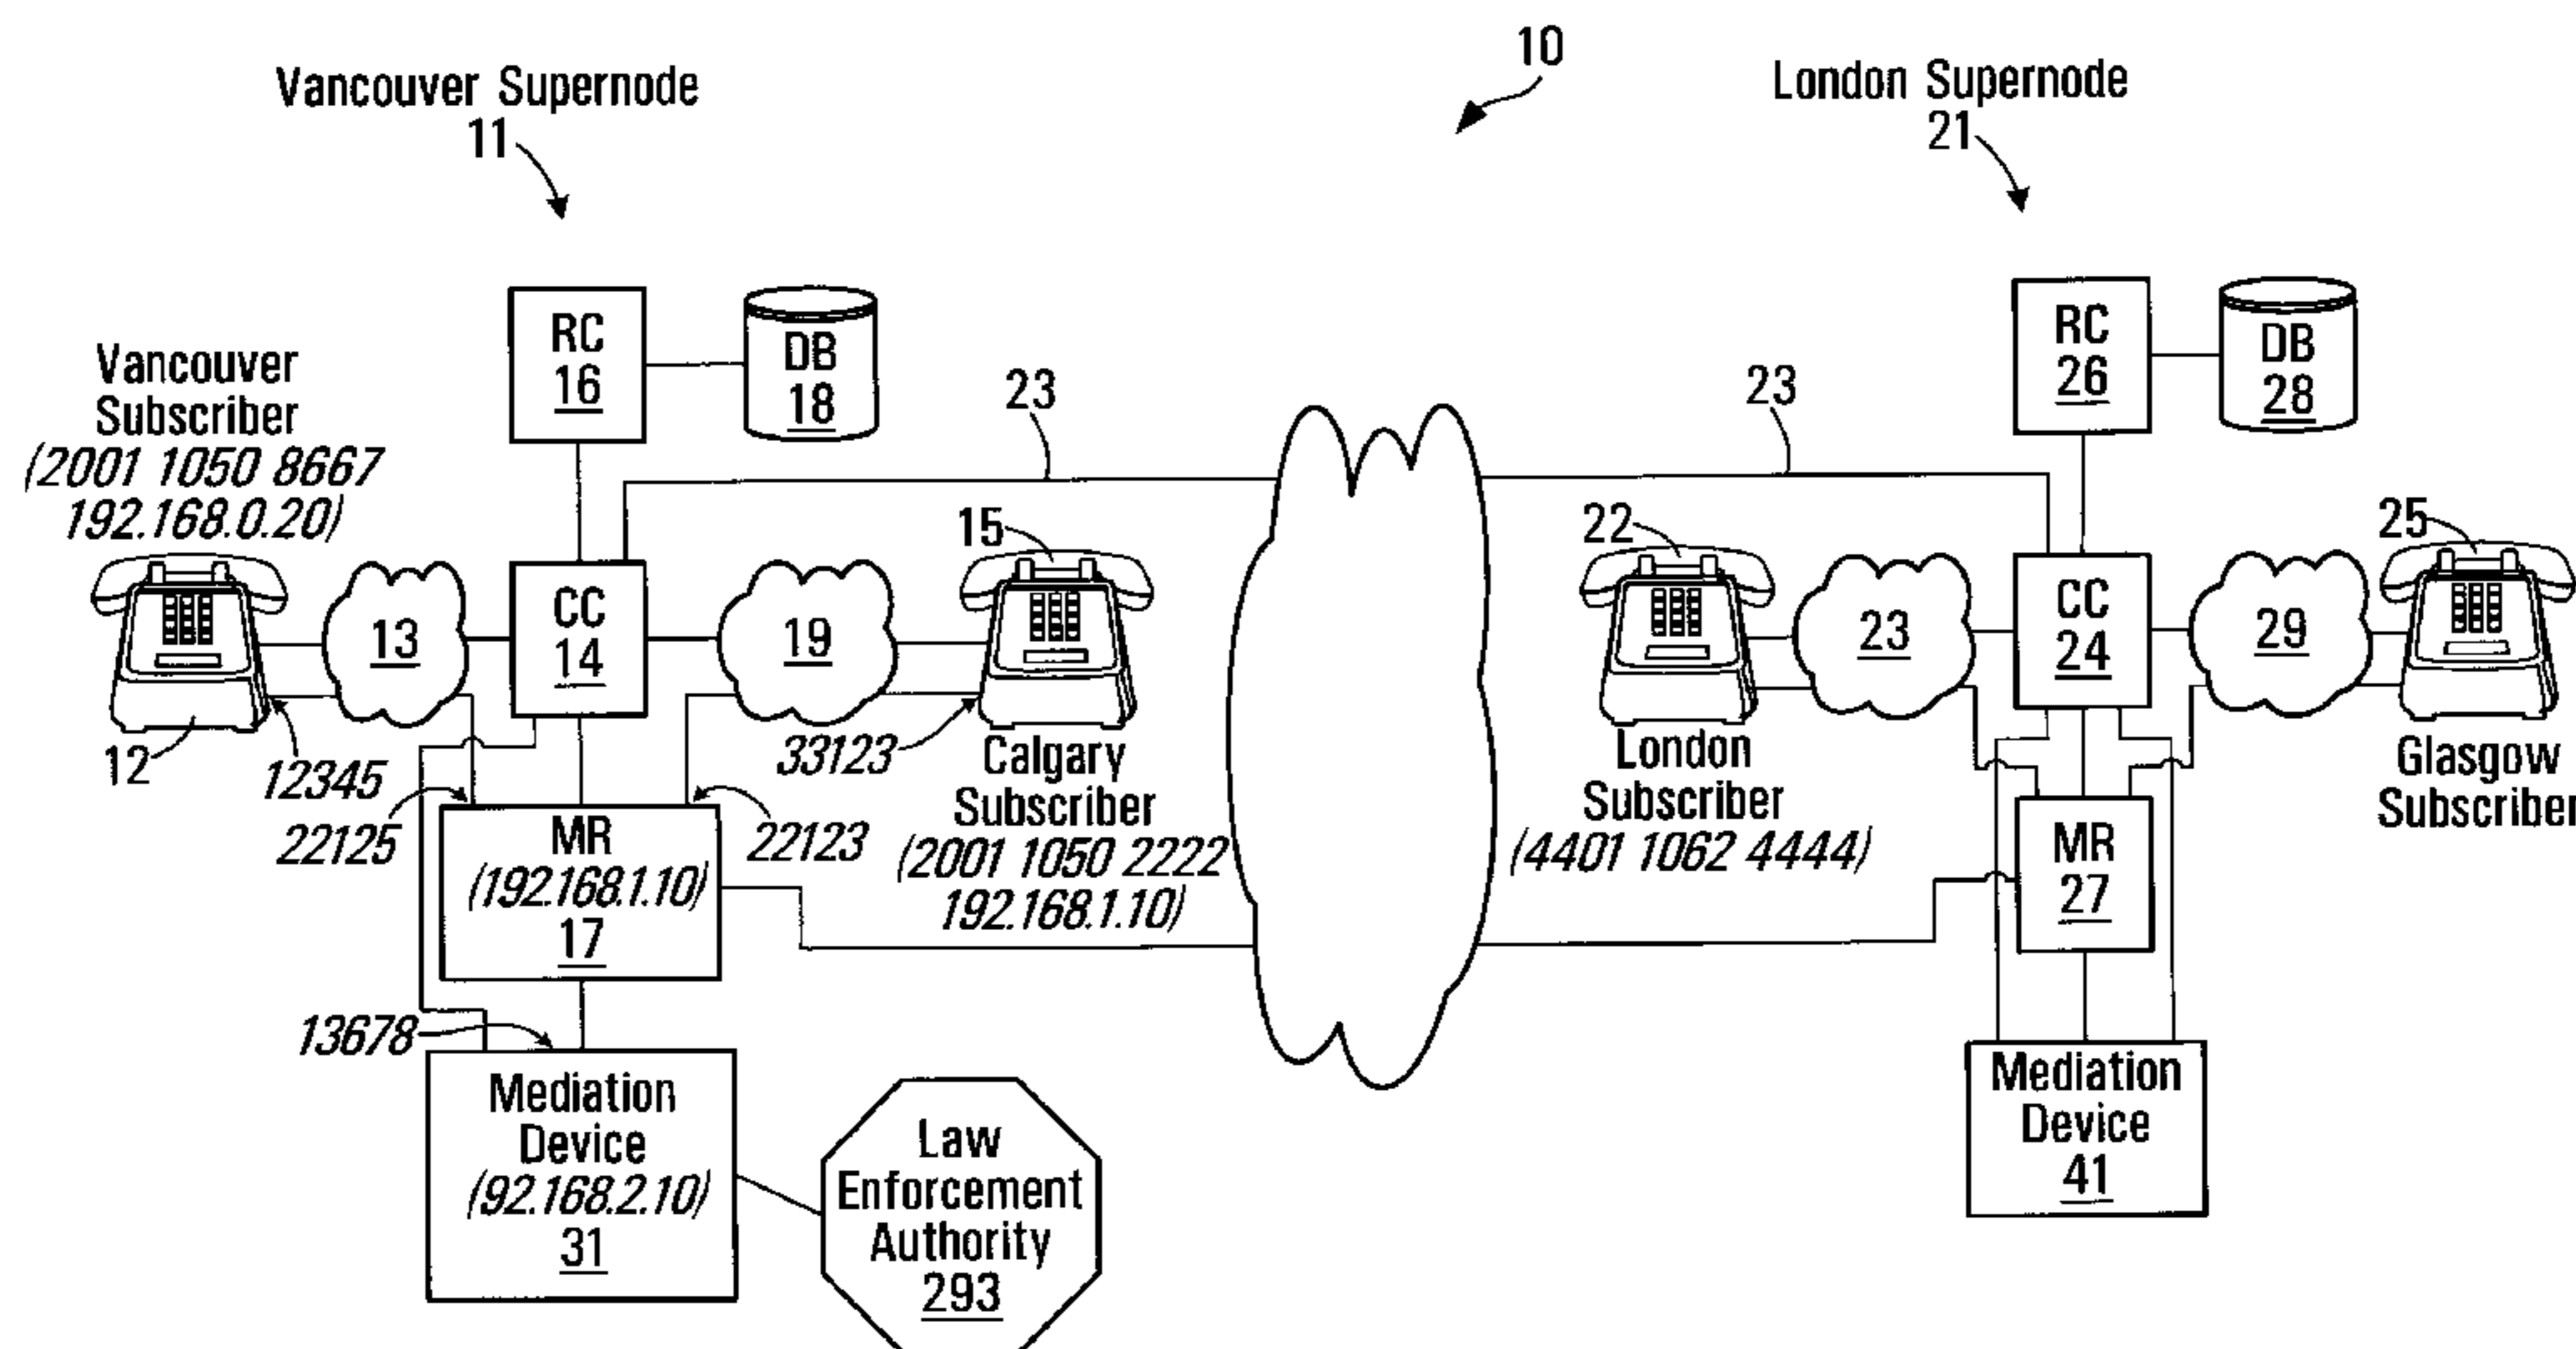 10
Vancouver Supernode
11
London Supernode
21
RC
16
DB
18
RC
26
DB
28
Vancouver
Subscriber
(2001 1050 8667
192.168.0.20)
23
23
15
22
25
13
CC
14
19
23
CC
24
29
12
12345
22125
33123
22123
Calgary
Subscriber
(2001 1050 2222
192.168.1.10)
London
Subscriber
(4401 1062 4444)
Glasgow
Subscriber
MR
(192.168.1.10)
17
MR
27
13678
Mediation
Device
(92.168.2.10)
31
Law
Enforcement
Authority
293
Mediation
Device
41